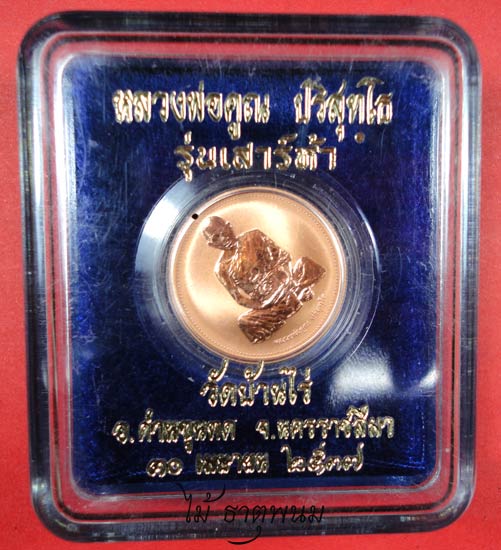 หลวงพ่อคูณ ปริสุทฺโธ
รุ่นเสาร์ห้า
วัดบ้านไร่
อ.ด่านขุนทด จ.นครราชสีมา
๓๐ เมษายน ๒๕๓๗
ไม้ ธาตุพนม